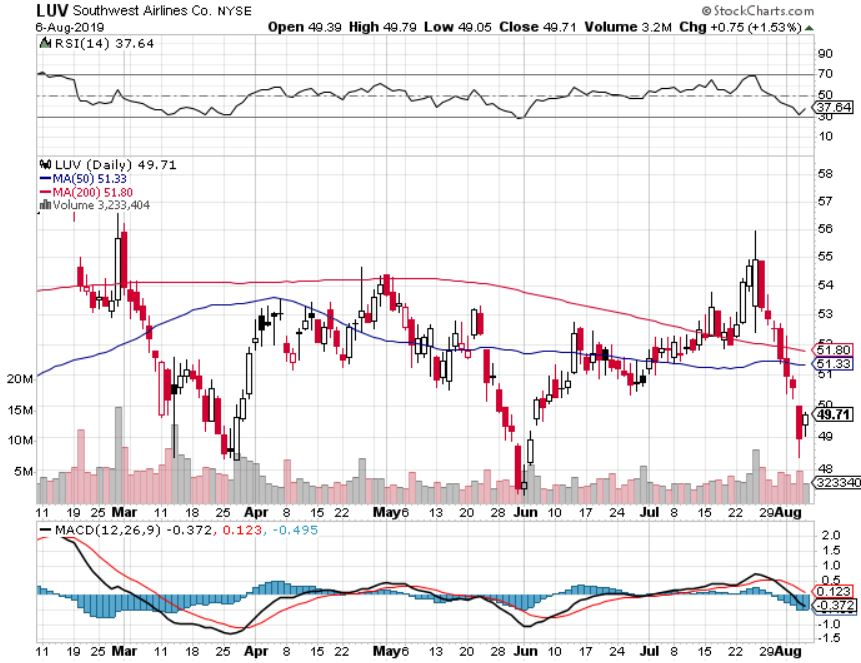 LUV Southwest Airlines Co. NYSE © StockCharts.com
6-Aug-2019 Open 49.39 High 49.79 Low 49.05 Close 49.71 Volume 3.2M Chg +0.75 (+1.53%)
RSI(14) 37.64
90
70
50
37.64
30
10
LUV (Daily) 49.71
MA(50) 51.33
MA(200) 51.80
Volume 3,233,404
58
57
56
55
54
53
52
51.80
51.33
51
50
49.71
49
48
323340
20M
15M
10M
5M
11 19 25 Mar 11 18 25 Apr 8 15 22 May 6 13 20 28 Jun 10 17 24 Jul 8 15 22 29 Aug
MACD(12,26,9) -0.372, 0.123, -0.495
2.0
1.5
1.0
0.5
0.123
-0.372
-1.0
-1.5
11 19 25 Mar 11 18 25 Apr 8 15 22 May 6 13 20 28 Jun 10 17 24 Jul 8 15 22 29 Aug